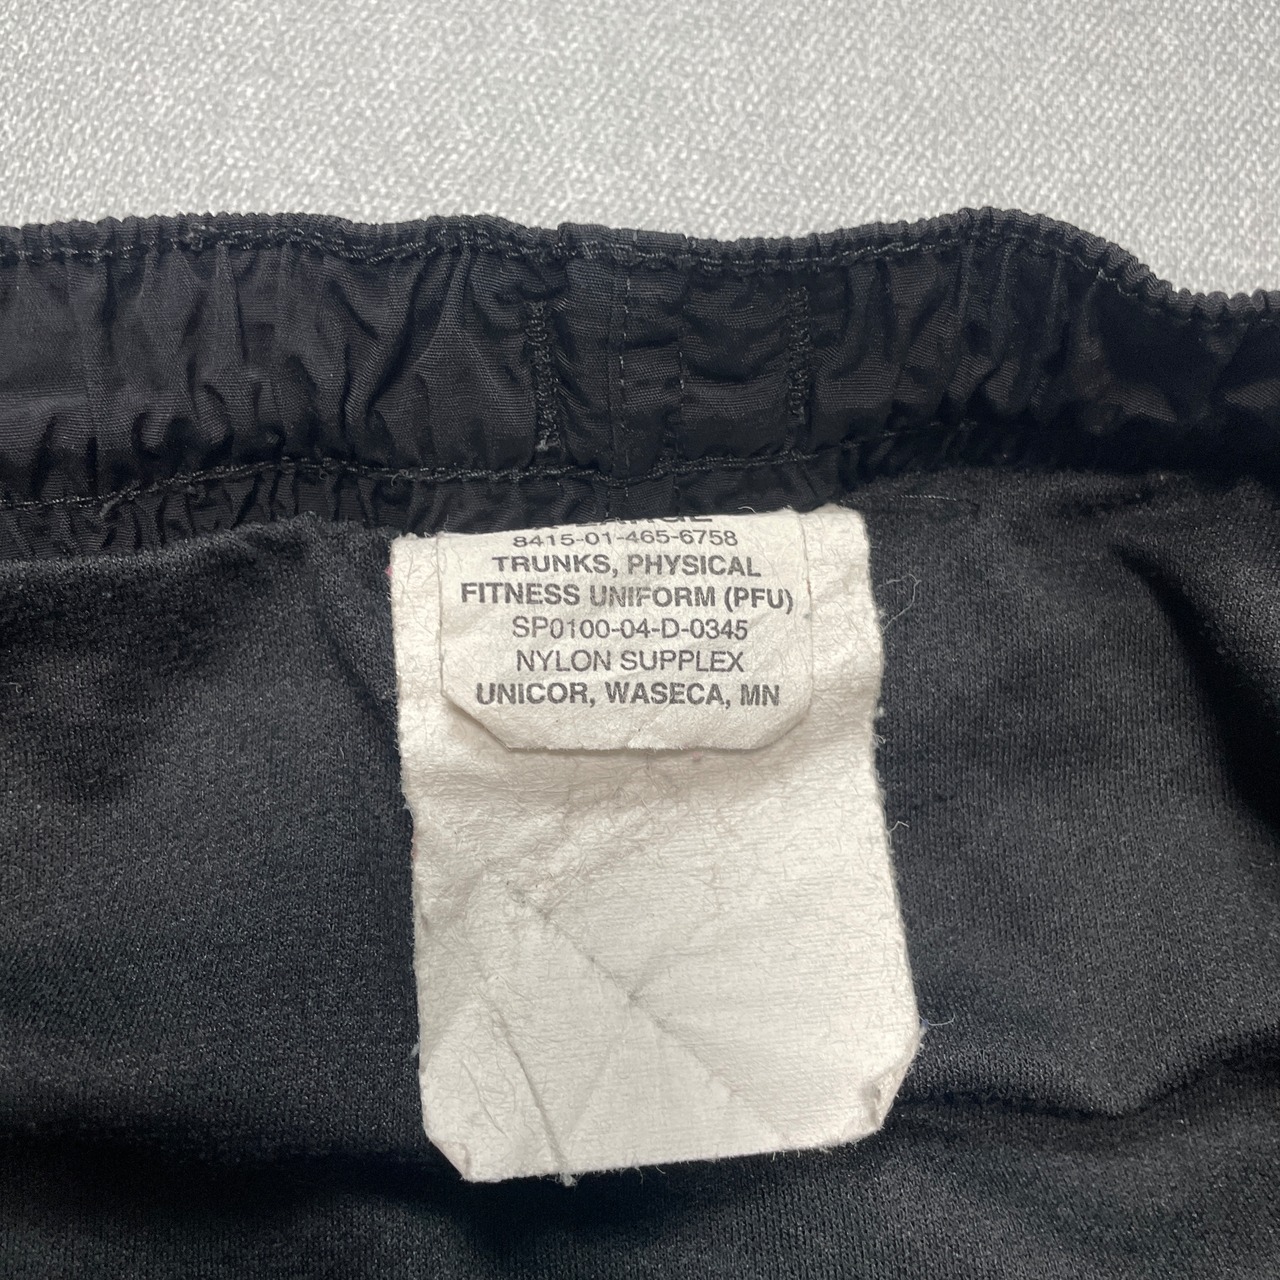 8415-01-465-6758
TRUNKS, PHYSICAL
FITNESS UNIFORM (PFU)
SP0100-04-D-0345
NYLON SUPPLEX
UNICOR, WASECA, MN